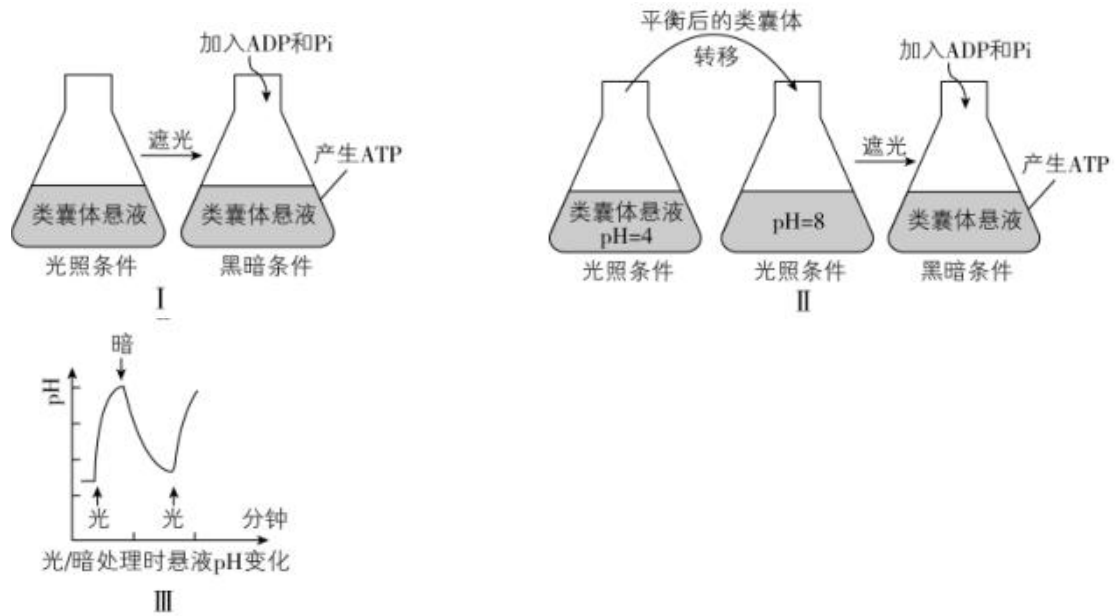 加入ADP和Pi
遮光
产生ATP
类囊体悬液
类囊体悬液
光照条件
黑暗条件
I
平衡后的类囊体
转移
加入ADP和Pi
遮光
产生ATP
类囊体悬液
pH=4
pH=8
类囊体悬液
光照条件
光照条件
黑暗条件
II
暗
pH
光
光
分钟
光/暗处理时悬液pH变化
III